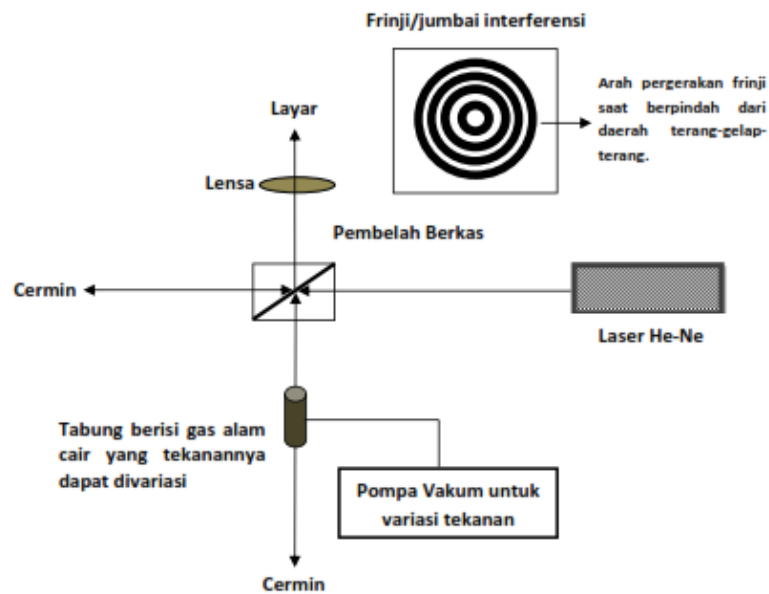 Frinji/jumbai interferensi
Arah pergerakan frinji
saat berpindah dari
daerah terang-gelap-
terang.
Layar
Lensa
Pembelah Berkas
Cermin
Laser He-Ne
Tabung berisi gas alam
cair yang tekanannya
dapat divariasi
Pompa Vakum untuk
variasi tekanan
Cermin